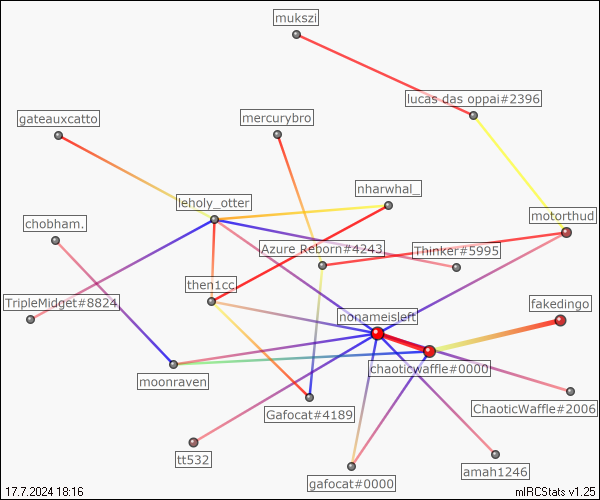 mukszi
lucas das oppai#2396
gateauxcatto
mercurybro
nharwhal_
leholy_otter
motorthud
chobham.
Azure Reborn#4243
Thinker#5995
then1cc
TripleMidget#8824
nonameisleft
fakedingo
chaoticwaffle#0000
moonraven
ChaoticWaffle#2006
Gafocat#4189
tt532
amah1246
gafocat#0000
17.7.2024 18:16
mIRCStats v1.25